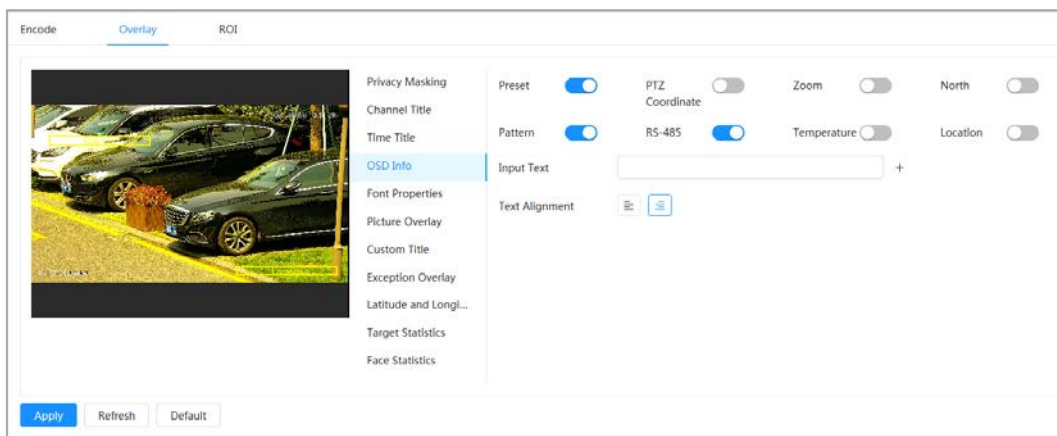 Encode Overlay ROI
Privacy Masking
Channel Title
Time Title
OSD Info
Font Properties
Picture Overlay
Custom Title
Exception Overlay
Latitude and Longi...
Target Statistics
Face Statistics
Preset PTZ Coordinate Zoom North
Pattern RS-485 Temperature Location
Input Text +
Text Alignment
Apply Refresh Default